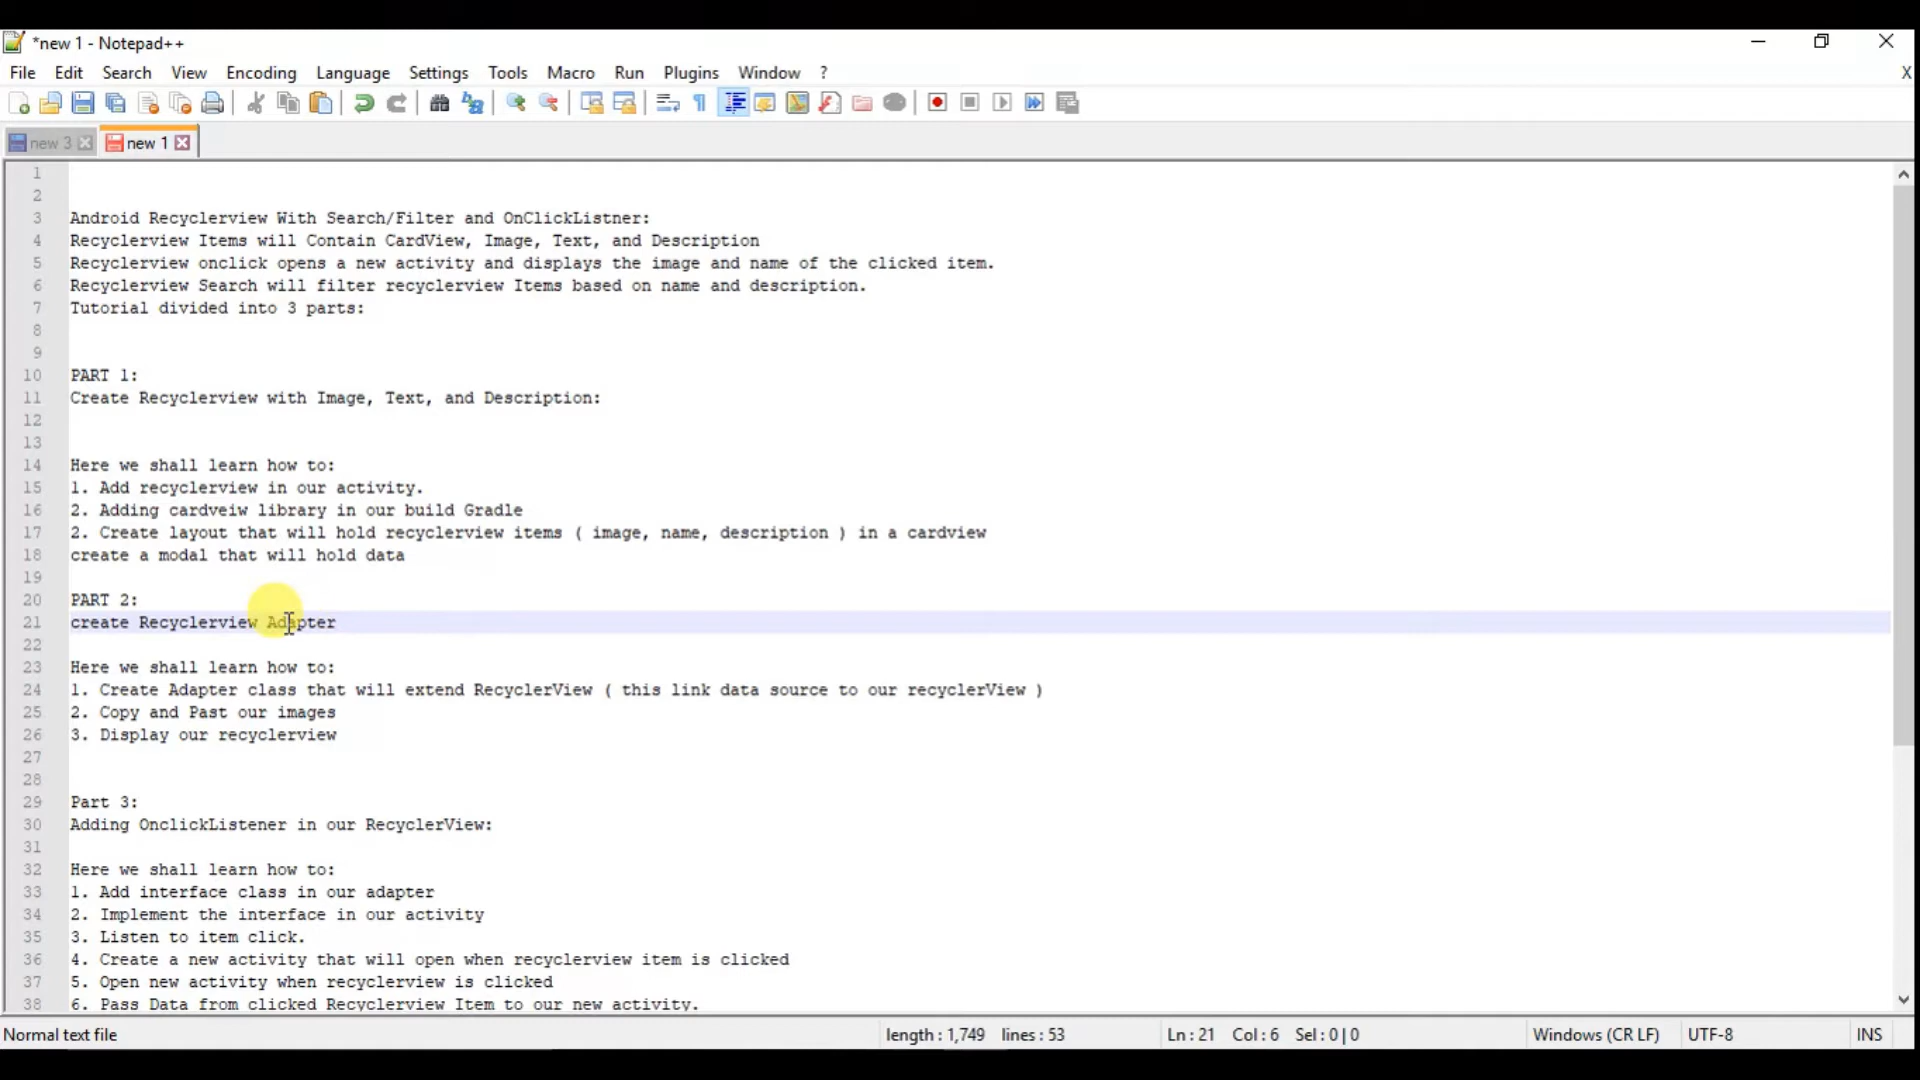 *new 1 - Notepad++
File Edit Search View Encoding Language Settings Tools Macro Run Plugins Window ? X
new 3 new 1
1
2
3 Android Recyclerview With Search/Filter and OnClickListner:
4 Recyclerview Items will Contain CardView, Image, Text, and Description
5 Recyclerview onclick opens a new activity and displays the image and name of the clicked item.
6 Recyclerview Search will filter recyclerview Items based on name and description.
7 Tutorial divided into 3 parts:
8
9
10 PART 1:
11 Create Recyclerview with Image, Text, and Description:
12
13
14 Here we shall learn how to:
15 1. Add recyclerview in our activity.
16 2. Adding cardveiw library in our build Gradle
17 2. Create layout that will hold recyclerview items ( image, name, description ) in a cardview
18 create a modal that will hold data
19
20 PART 2:
21 create Recyclerview Adapter
22
23 Here we shall learn how to:
24 1. Create Adapter class that will extend RecyclerView ( this link data source to our recyclerView )
25 2. Copy and Past our images
26 3. Display our recyclerview
27
28
29 Part 3:
30 Adding OnclickListener in our RecyclerView:
31
32 Here we shall learn how to:
33 1. Add interface class in our adapter
34 2. Implement the interface in our activity
35 3. Listen to item click.
36 4. Create a new activity that will open when recyclerview item is clicked
37 5. Open new activity when recyclerview is clicked
38 6. Pass Data from clicked Recyclerview Item to our new activity.
Normal text file length : 1,749 lines : 53 Ln : 21 Col : 6 Sel : 0 | 0 Windows (CR LF) UTF-8 INS